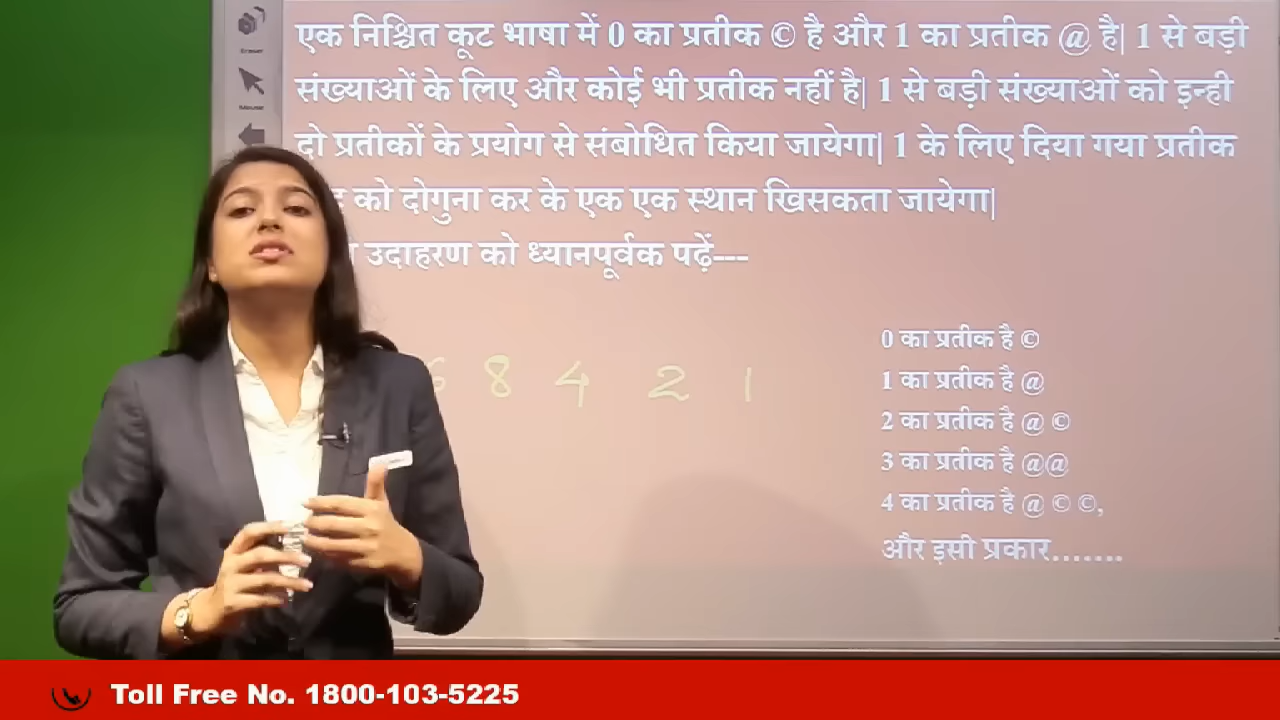 Eraser
Mouse
एक निश्चित कूट भाषा में 0 का प्रतीक © है और 1 का प्रतीक @ है| 1 से बड़ी
संख्याओं के लिए और कोई भी प्रतीक नहीं है| 1 से बड़ी संख्याओं को इन्ही
दो प्रतीकों के प्रयोग से संबोधित किया जायेगा| 1 के लिए दिया गया प्रतीक
को दोगुना कर के एक एक स्थान खिसकता जायेगा|
उदाहरण को ध्यानपूर्वक पढ़ें---
6 8 4 2 1
0 का प्रतीक है ©
1 का प्रतीक है @
2 का प्रतीक है @ ©
3 का प्रतीक है @@
4 का प्रतीक है @ © ©,
और इसी प्रकार.......
Toll Free No. 1800-103-5225